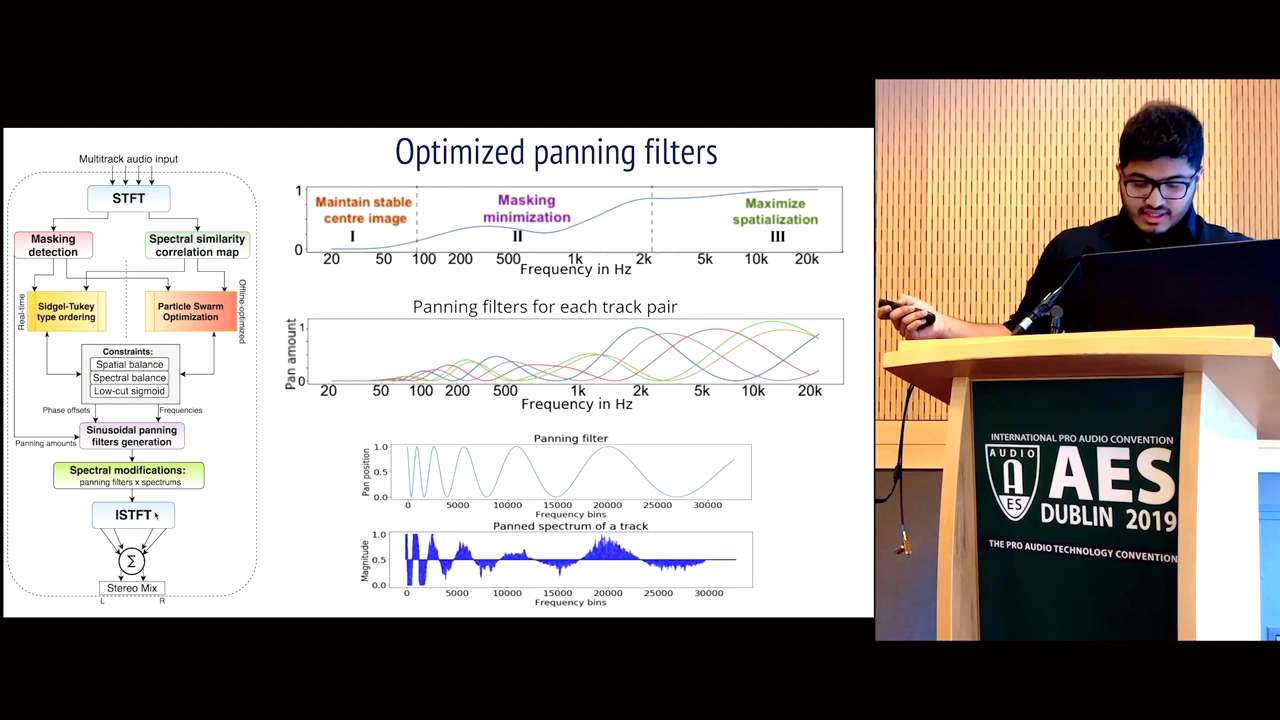 Optimized panning filters
Multitrack audio input
STFT
Masking
detection
Spectral similarity
correlation map
Real-time
Sidgel-Tukey
type ordering
Particle Swarm
Optimization
Offline-optimized
Constraints:
Spatial balance
Spectral balance
Low-cut sigmoid
Phase offsets
Frequencies
Sinusoidal panning
filters generation
Panning amounts
Spectral modifications:
panning filters x spectrums
ISTFT
Σ
Stereo Mix
L R
1
0
Maintain stable
centre image
I
Masking
minimization
II
Maximize
spatialization
III
20 50 100 200 500 1k 2k 5k 10k 20k
Frequency in Hz
Panning filters for each track pair
Pan amount
1
0
20 50 100 200 500 1k 2k 5k 10k 20k
Frequency in Hz
Panning filter
Pan position
1.0
0.5
0.0
0 5000 10000 15000 20000 25000 30000
Frequency bins
Panned spectrum of a track
Magnitude
1.0
0.5
0.0
0 5000 10000 15000 20000 25000 30000
Frequency bins
INTERNATIONAL PRO AUDIO CONVENTION
AUDIO
A
ES
AES
DUBLIN 2019
THE PRO AUDIO TECHNOLOGY CONVENTION